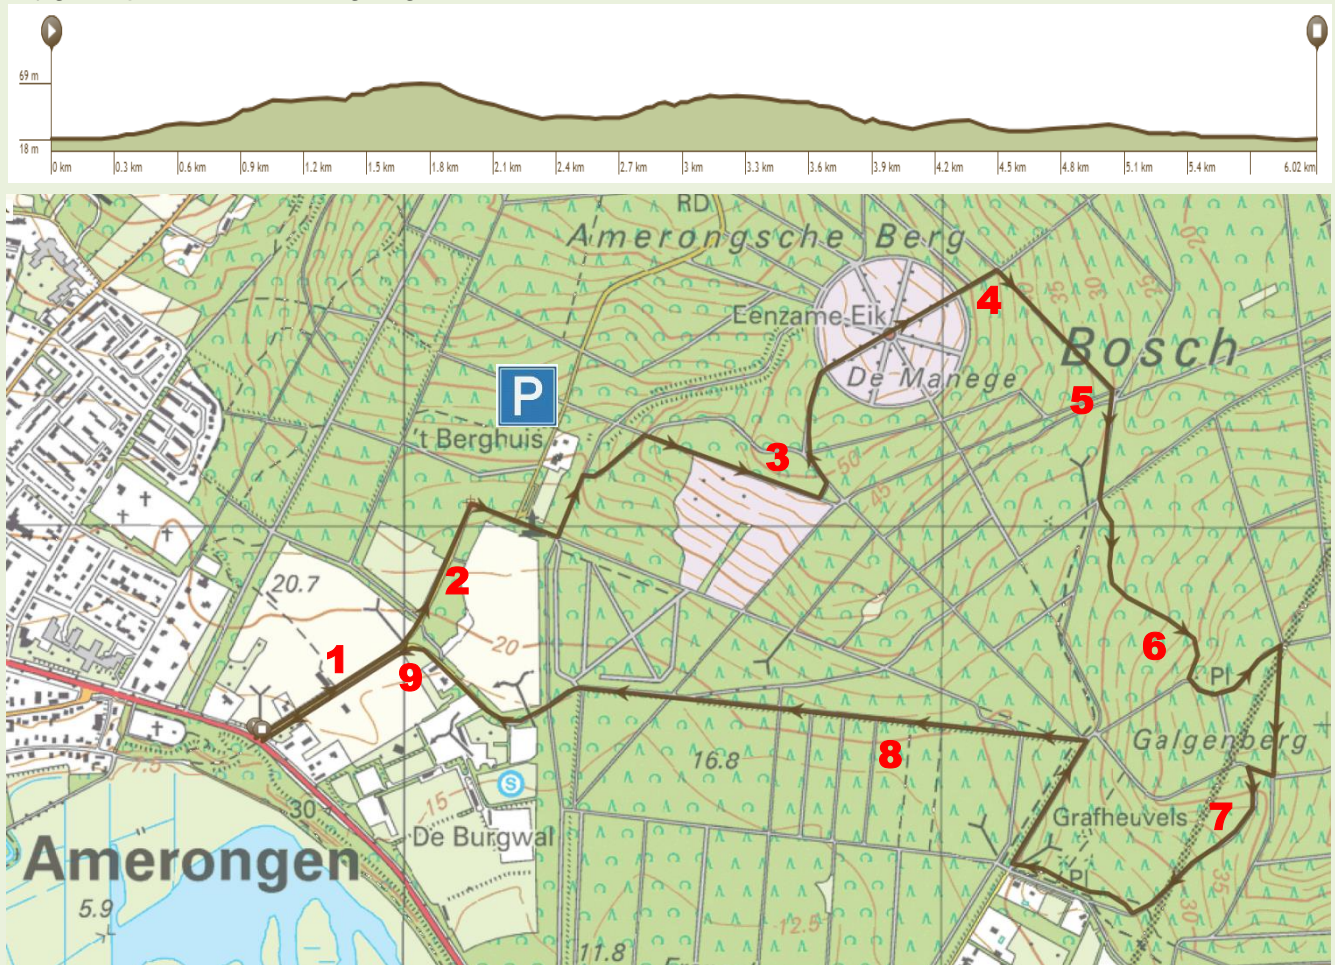 69 m
18 m
0 km
0.3 km
0.6 km
0.9 km
1.2 km
1.5 km
1.8 km
2.1 km
2.4 km
2.7 km
3 km
3.3 km
3.6 km
3.9 km
4.2 km
4.5 km
4.8 km
5.1 km
5.4 km
6.02 km
RD
Amerongsche Berg
20
4
35
30
25
Eenzame Eik
Bosch
De Manege
P
5
't Berghuis
3
50
45
20.7
2
20
1
9
6
Pl
Galgenberg
16.8
8
7.5
S
15
30
Grafheuvels
7
De Burgwal
Amerongen
Pl
35
30
5.9
12.5
11.8